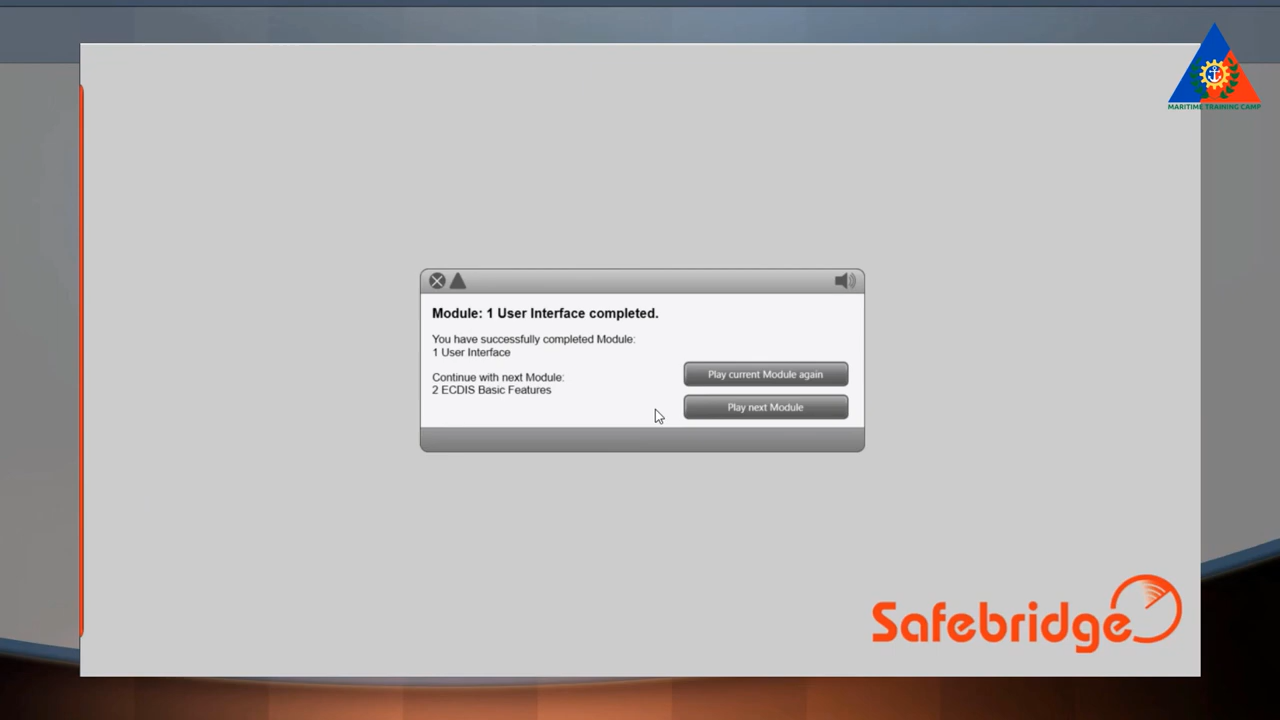 MARITIME TRAINING CAMP
Module: 1 User Interface completed.
You have successfully completed Module:
1 User Interface
Play current Module again
Continue with next Module:
2 ECDIS Basic Features
Play next Module
Safebridge